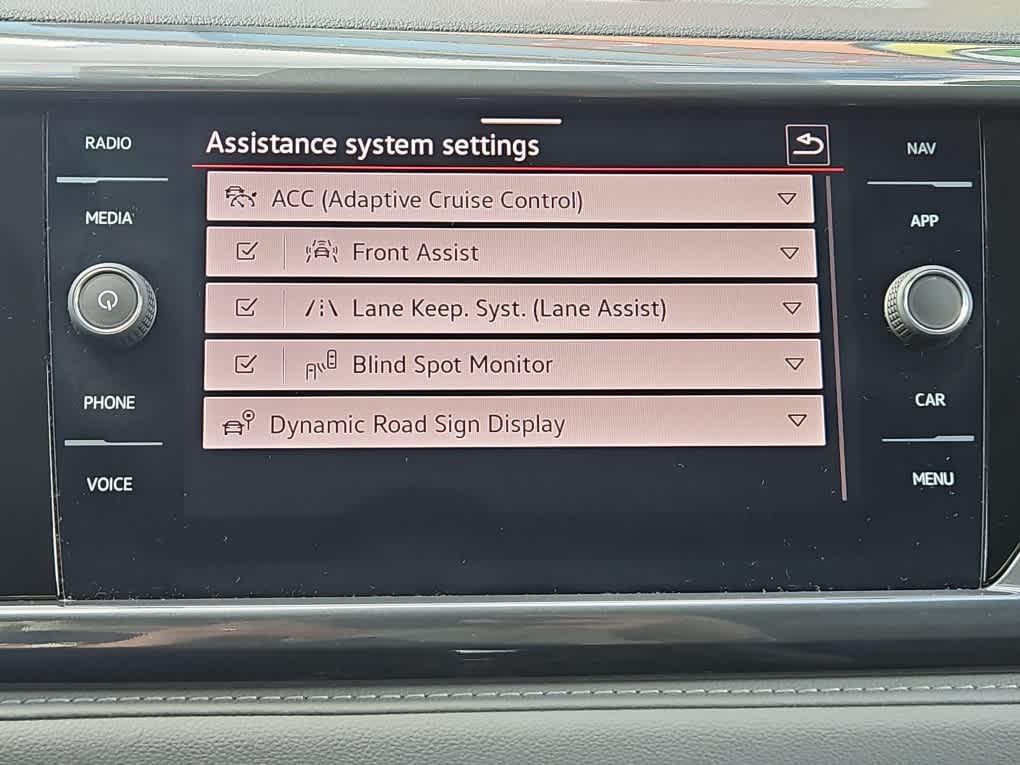 RADIO
MEDIA
PHONE
VOICE
Assistance system settings
ACC (Adaptive Cruise Control)
Front Assist
Lane Keep. Syst. (Lane Assist)
Blind Spot Monitor
Dynamic Road Sign Display
NAV
APP
CAR
MENU